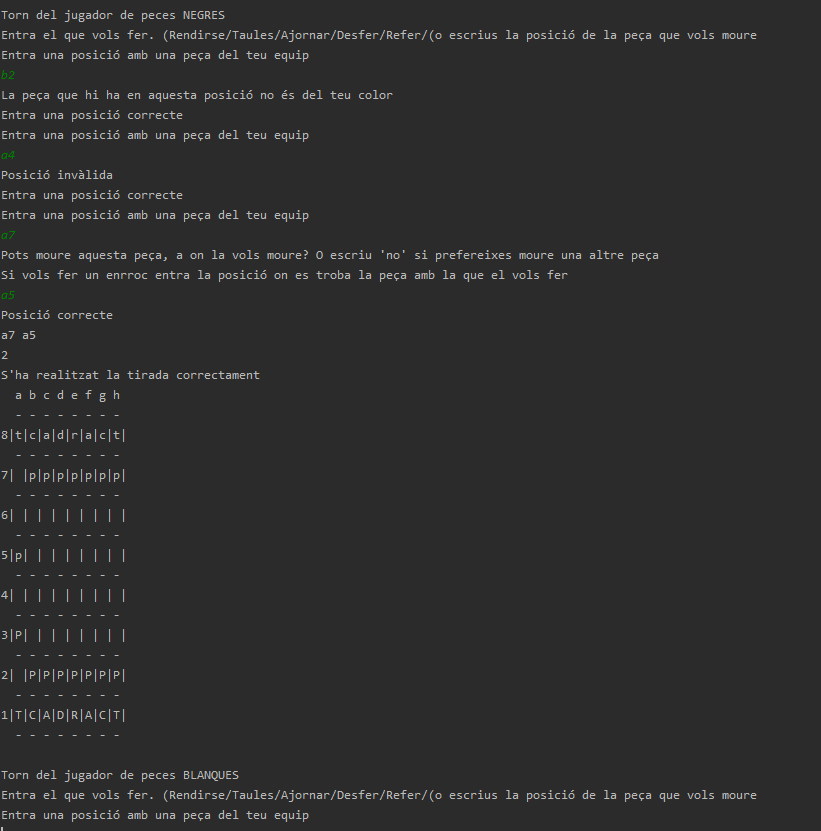 Torn del jugador de peces NEGRES
Entra el que vols fer. (Rendirse/Taules/Ajornar/Desfer/Refer/(o escrius la posició de la peça que vols moure
Entra una posició amb una peça del teu equip
b2
La peça que hi ha en aquesta posició no és del teu color
Entra una posició correcte
Entra una posició amb una peça del teu equip
a4
Posició invàlida
Entra una posició correcte
Entra una posició amb una peça del teu equip
a7
Pots moure aquesta peça, a on la vols moure? O escriu 'no' si prefereixes moure una altre peça
Si vols fer un enrroc entra la posició on es troba la peça amb la que el vols fer
a5
Posició correcte
a7 a5
2
S'ha realitzat la tirada correctament
  a b c d e f g h
  - - - - - - - -
8|t|c|a|d|r|a|c|t|
  - - - - - - - -
7| |p|p|p|p|p|p|p|
  - - - - - - - -
6| | | | | | | | |
  - - - - - - - -
5|p| | | | | | | |
  - - - - - - - -
4| | | | | | | | |
  - - - - - - - -
3|P| | | | | | | |
  - - - - - - - -
2| |P|P|P|P|P|P|P|
  - - - - - - - -
1|T|C|A|D|R|A|C|T|
  - - - - - - - -
Torn del jugador de peces BLANQUES
Entra el que vols fer. (Rendirse/Taules/Ajornar/Desfer/Refer/(o escrius la posició de la peça que vols moure
Entra una posició amb una peça del teu equip